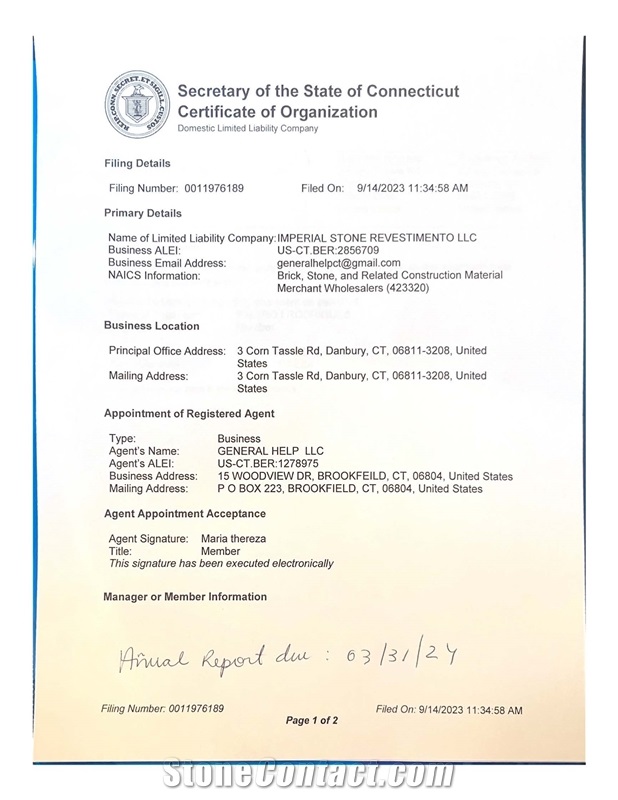 REIP.CONN.SECRET.ET SIGILL.CUSTOS
Secretary of the State of Connecticut
Certificate of Organization
Domestic Limited Liability Company
Filing Details
Filing Number: 0011976189 Filed On: 9/14/2023 11:34:58 AM
Primary Details
Name of Limited Liability Company: IMPERIAL STONE REVESTIMENTO LLC
Business ALEI: US-CT.BER:2856709
Business Email Address: generalhelpct@gmail.com
NAICS Information: Brick, Stone, and Related Construction Material
Merchant Wholesalers (423320)
Business Location
Principal Office Address: 3 Corn Tassle Rd, Danbury, CT, 06811-3208, United
States
Mailing Address: 3 Corn Tassle Rd, Danbury, CT, 06811-3208, United
States
Appointment of Registered Agent
Type: Business
Agent's Name: GENERAL HELP LLC
Agent's ALEI: US-CT.BER:1278975
Business Address: 15 WOODVIEW DR, BROOKFEILD, CT, 06804, United States
Mailing Address: P O BOX 223, BROOKFIELD, CT, 06804, United States
Agent Appointment Acceptance
Agent Signature: Maria thereza
Title: Member
This signature has been executed electronically
Manager or Member Information
Annual Report due : 03/31/24
Filing Number: 0011976189 Filed On: 9/14/2023 11:34:58 AM
Page 1 of 2
StoneContact.com